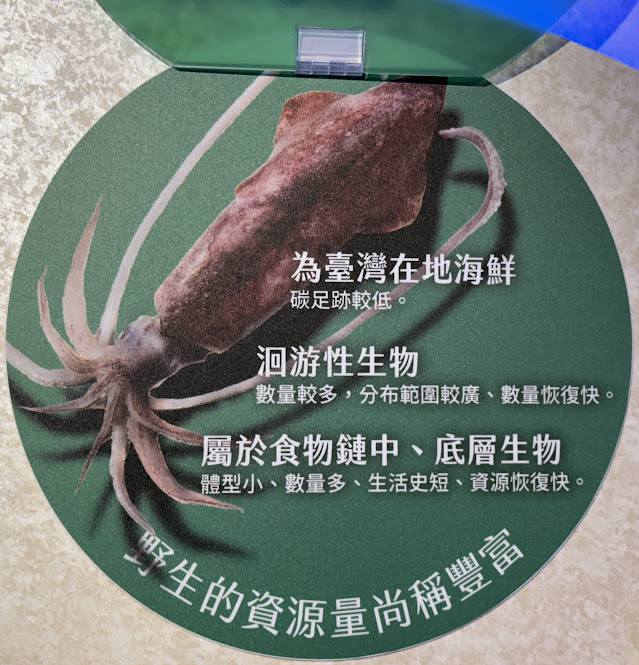 為臺灣在地海鮮
碳足跡較低。
洄游性生物
數量較多，分布範圍較廣、數量恢復快。
屬於食物鏈中、底層生物
體型小、數量多、生活史短、資源恢復快。
野生的資源量尚稱豐富